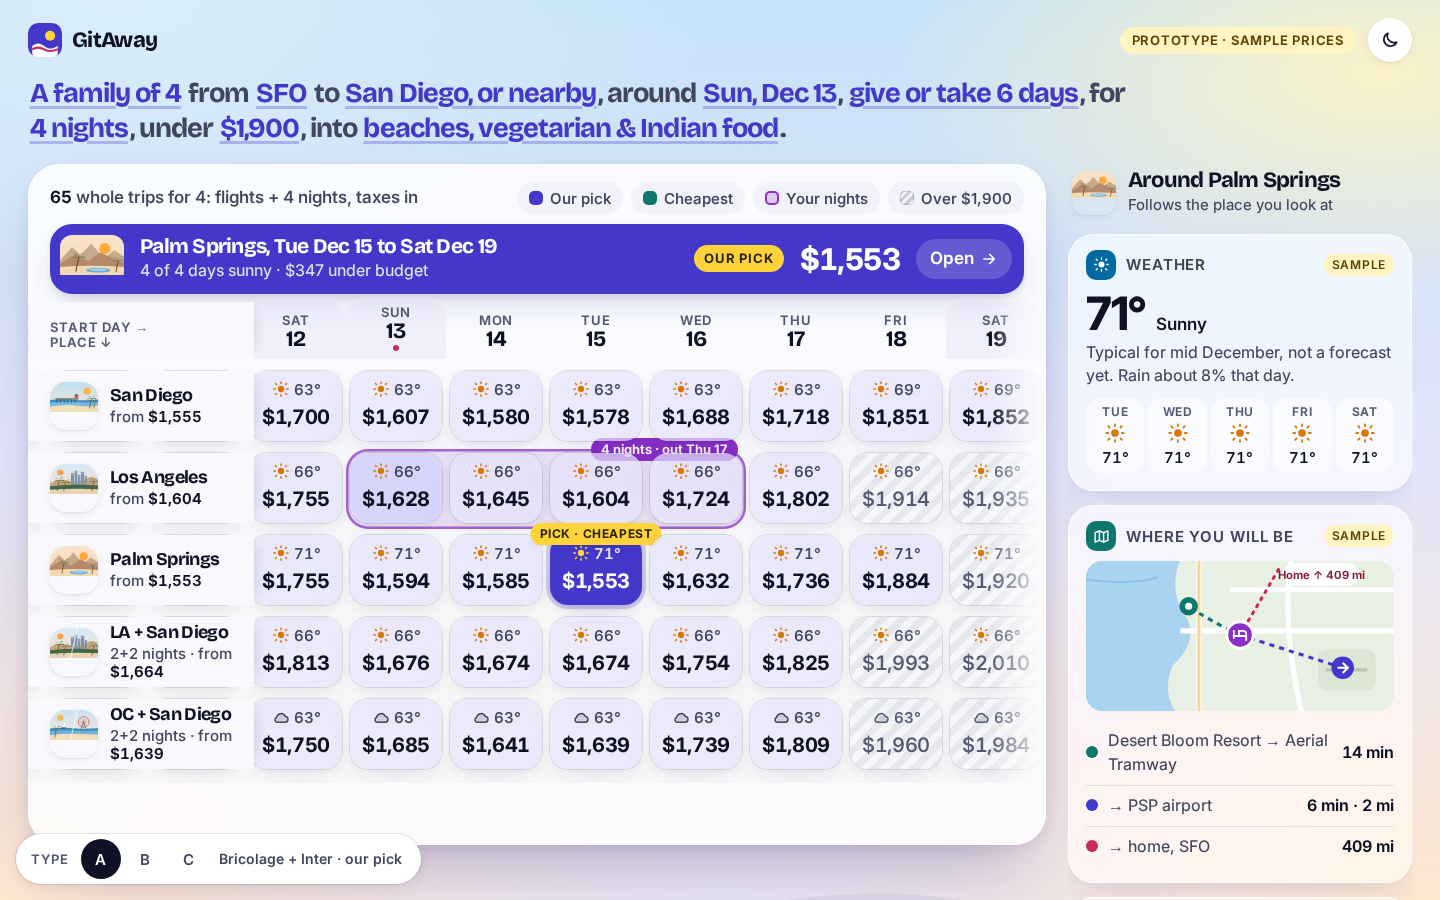 GitAway
PROTOTYPE · SAMPLE PRICES
A family of 4 from SFO to San Diego, or nearby, around Sun, Dec 13, give or take 6 days, for
4 nights, under $1,900, into beaches, vegetarian & Indian food.
65 whole trips for 4: flights + 4 nights, taxes in
Our pick
Cheapest
Your nights
Over $1,900
Palm Springs, Tue Dec 15 to Sat Dec 19
4 of 4 days sunny · $347 under budget
OUR PICK
$1,553
Open →
START DAY →
PLACE ↓
SAT 12
SUN 13
MON 14
TUE 15
WED 16
THU 17
FRI 18
SAT 19
San Diego
from $1,555
63° 63° 63° 63° 63° 63° 69° 69°
$1,700 $1,607 $1,580 $1,578 $1,688 $1,718 $1,851 $1,852
4 nights · out Thu 17
Los Angeles
from $1,604
66° 66° 66° 66° 66° 66° 66° 66°
$1,755 $1,628 $1,645 $1,604 $1,724 $1,802 $1,914 $1,935
PICK · CHEAPEST
Palm Springs
from $1,553
71° 71° 71° 71° 71° 71° 71° 71°
$1,755 $1,594 $1,585 $1,553 $1,632 $1,736 $1,884 $1,920
LA + San Diego
2+2 nights · from
$1,664
66° 66° 66° 66° 66° 66° 66° 66°
$1,813 $1,676 $1,674 $1,674 $1,754 $1,825 $1,993 $2,010
OC + San Diego
2+2 nights · from
$1,639
63° 63° 63° 63° 63° 63° 63° 63°
$1,750 $1,685 $1,641 $1,639 $1,739 $1,809 $1,960 $1,984
TYPE A B C Bricolage + Inter · our pick
Around Palm Springs
Follows the place you look at
WEATHER
SAMPLE
71° Sunny
Typical for mid December, not a forecast
yet. Rain about 8% that day.
TUE WED THU FRI SAT
71° 71° 71° 71° 71°
WHERE YOU WILL BE
SAMPLE
Home ↑ 409 mi
Desert Bloom Resort → Aerial
Tramway
14 min
→ PSP airport
6 min · 2 mi
→ home, SFO
409 mi